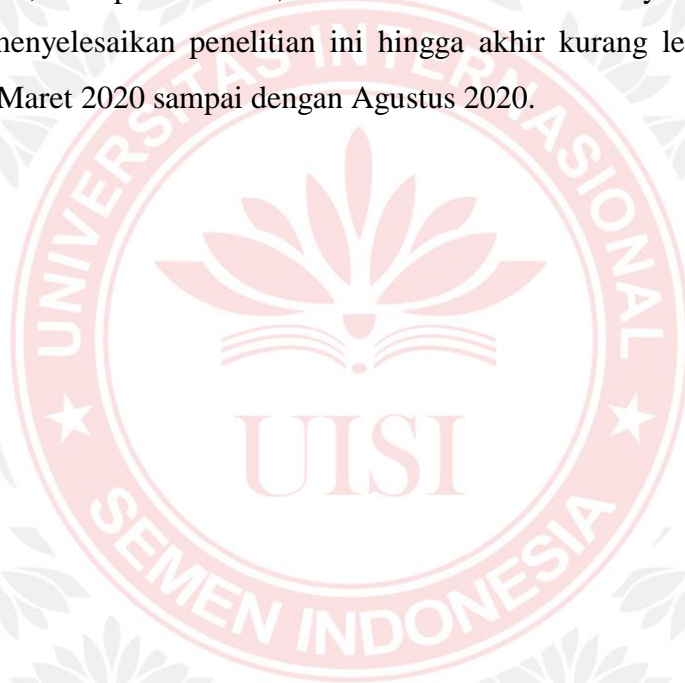 menyelesaikan penelitian ini hingga akhir kurang le
Maret 2020 sampai dengan Agustus 2020.
UNIVERSITAS INTERNASIONAL
UISI
SEMEN INDONESIA